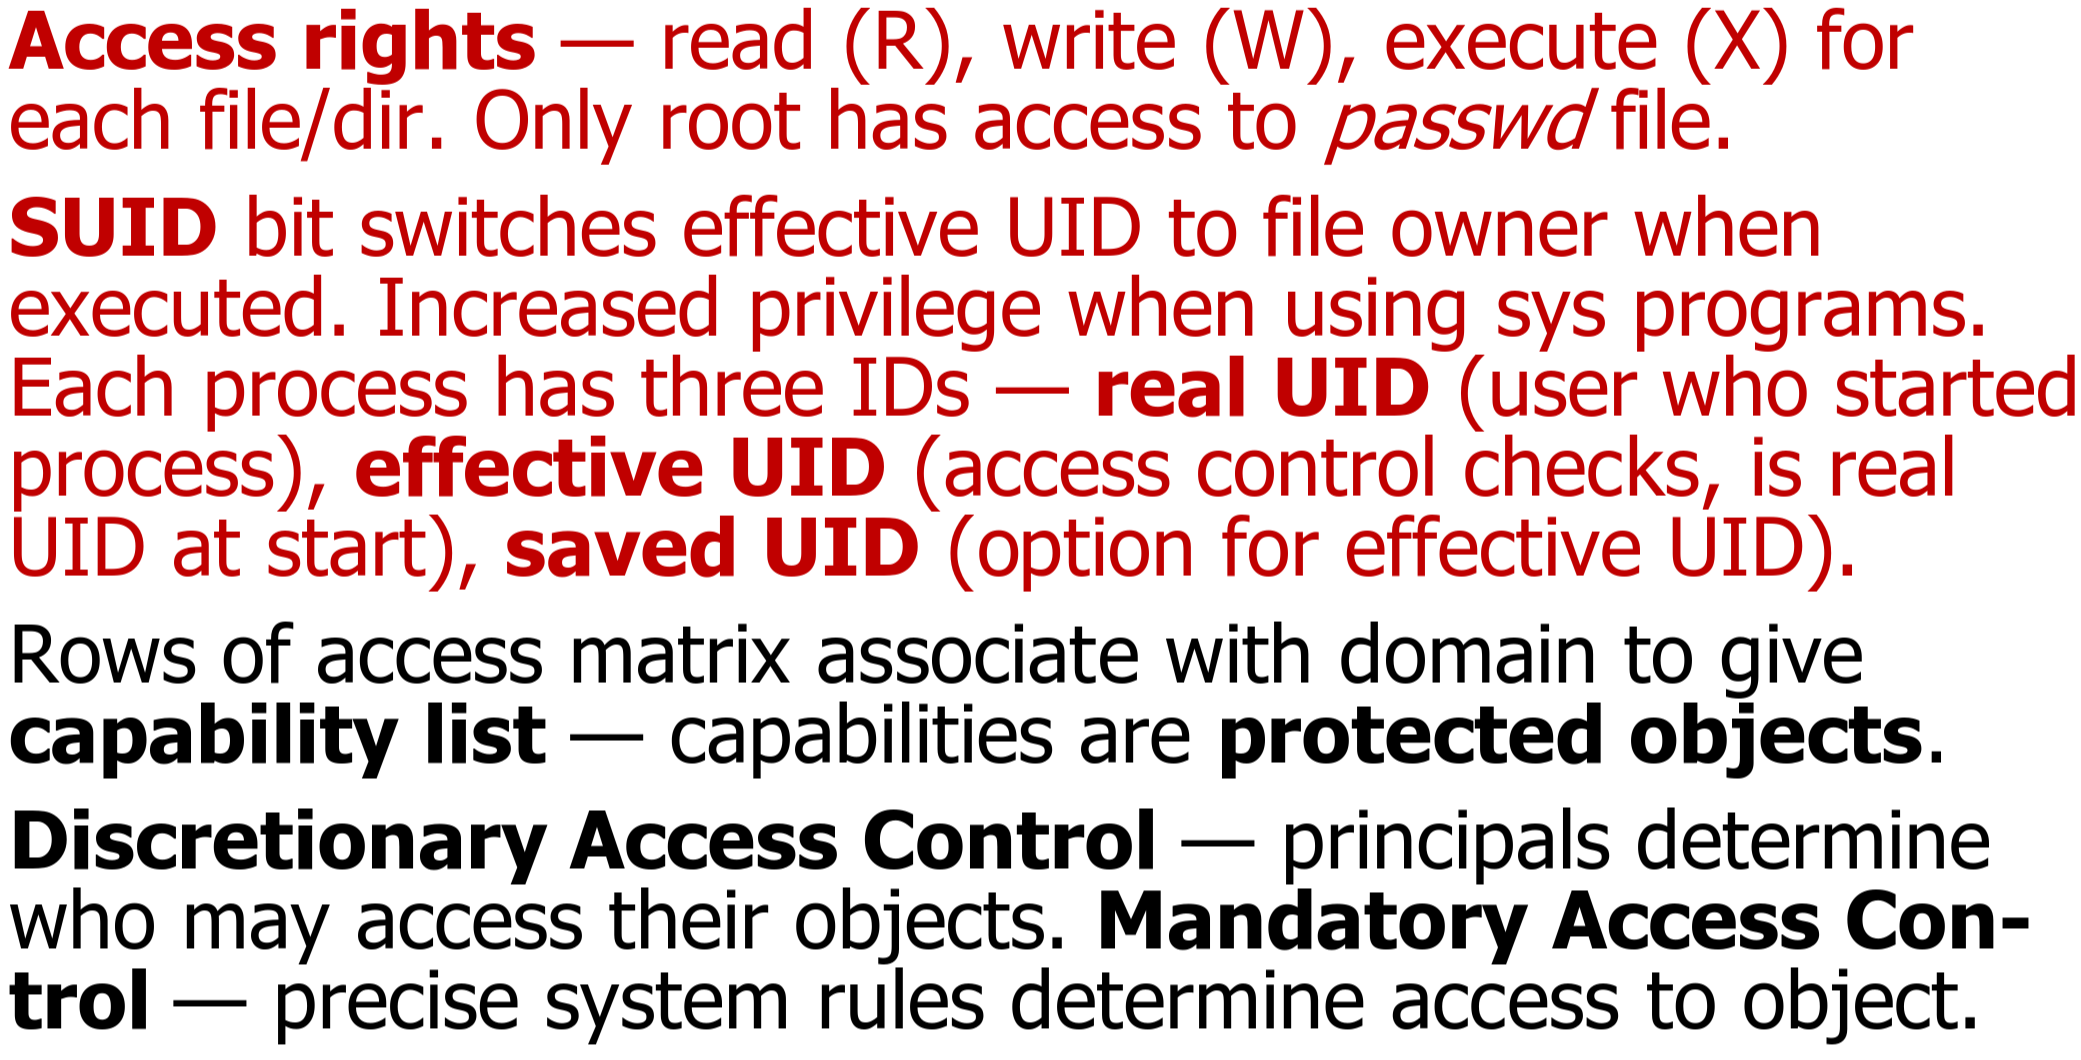 Access rights — read (R), write (W), execute (X) for
each file/dir. Only root has access to passwd file.
SUID bit switches effective UID to file owner when
executed. Increased privilege when using sys programs.
Each process has three IDs — real UID (user who started
process), effective UID (access control checks, is real
UID at start), saved UID (option for effective UID).
Rows of access matrix associate with domain to give
capability list — capabilities are protected objects.
Discretionary Access Control — principals determine
who may access their objects. Mandatory Access Con-
trol — precise system rules determine access to object.